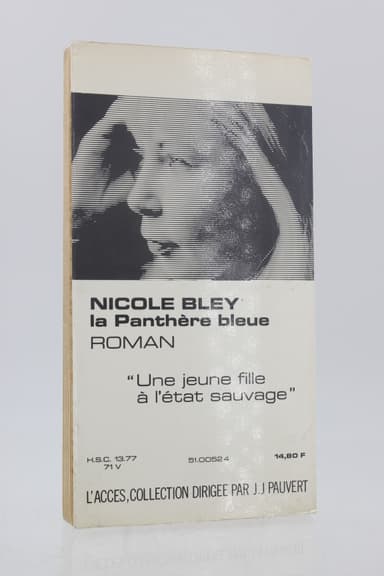 NICOLE BLEY
la Panthère bleue
ROMAN
“Une jeune fille
à l'état sauvage”
H.S.C. 13.77
71 V
51.0052.4
14,80 F
L'ACCES, COLLECTION DIRIGEE PAR J.J PAUVERT